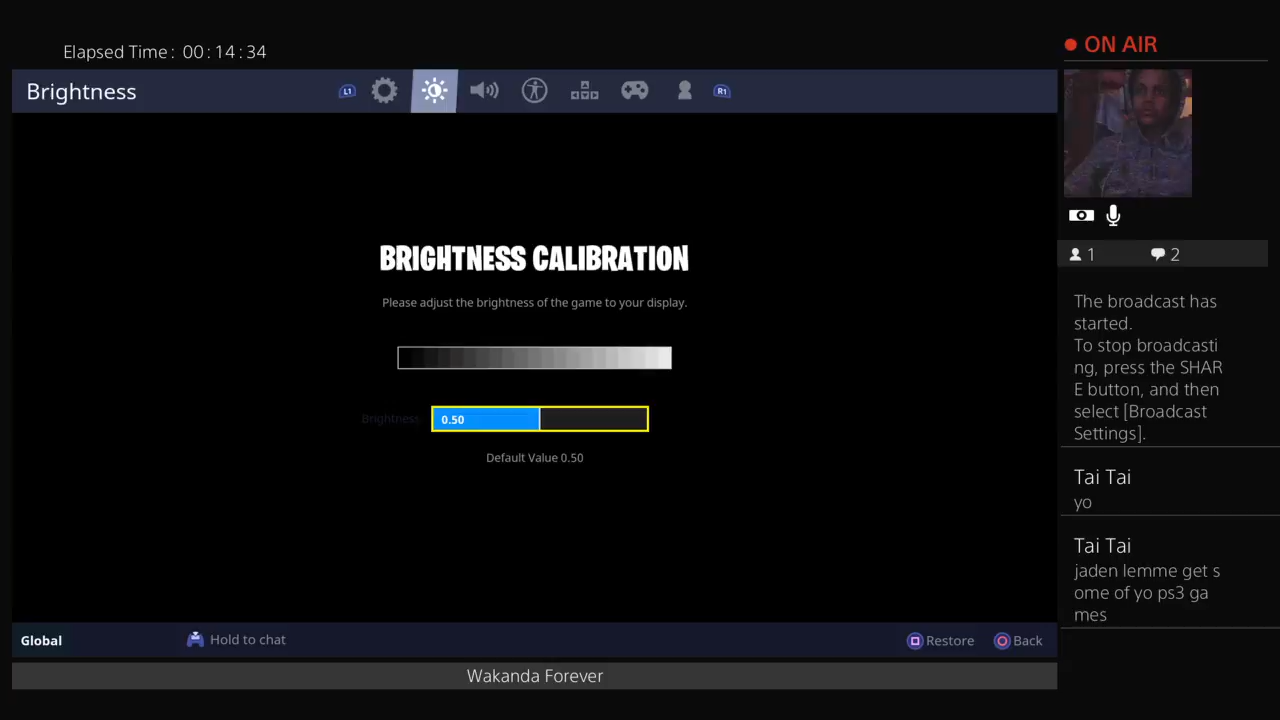 Elapsed Time: 00:14:34
ON AIR
Brightness
L1
R1
BRIGHTNESS CALIBRATION
Please adjust the brightness of the game to your display.
Brightness
0.50
Default Value 0.50
Global
Hold to chat
Restore
Back
Wakanda Forever
1
2
The broadcast has
started.
To stop broadcasti
ng, press the SHAR
E button, and then
select [Broadcast
Settings].
Tai Tai
yo
Tai Tai
jaden lemme get s
ome of yo ps3 ga
mes